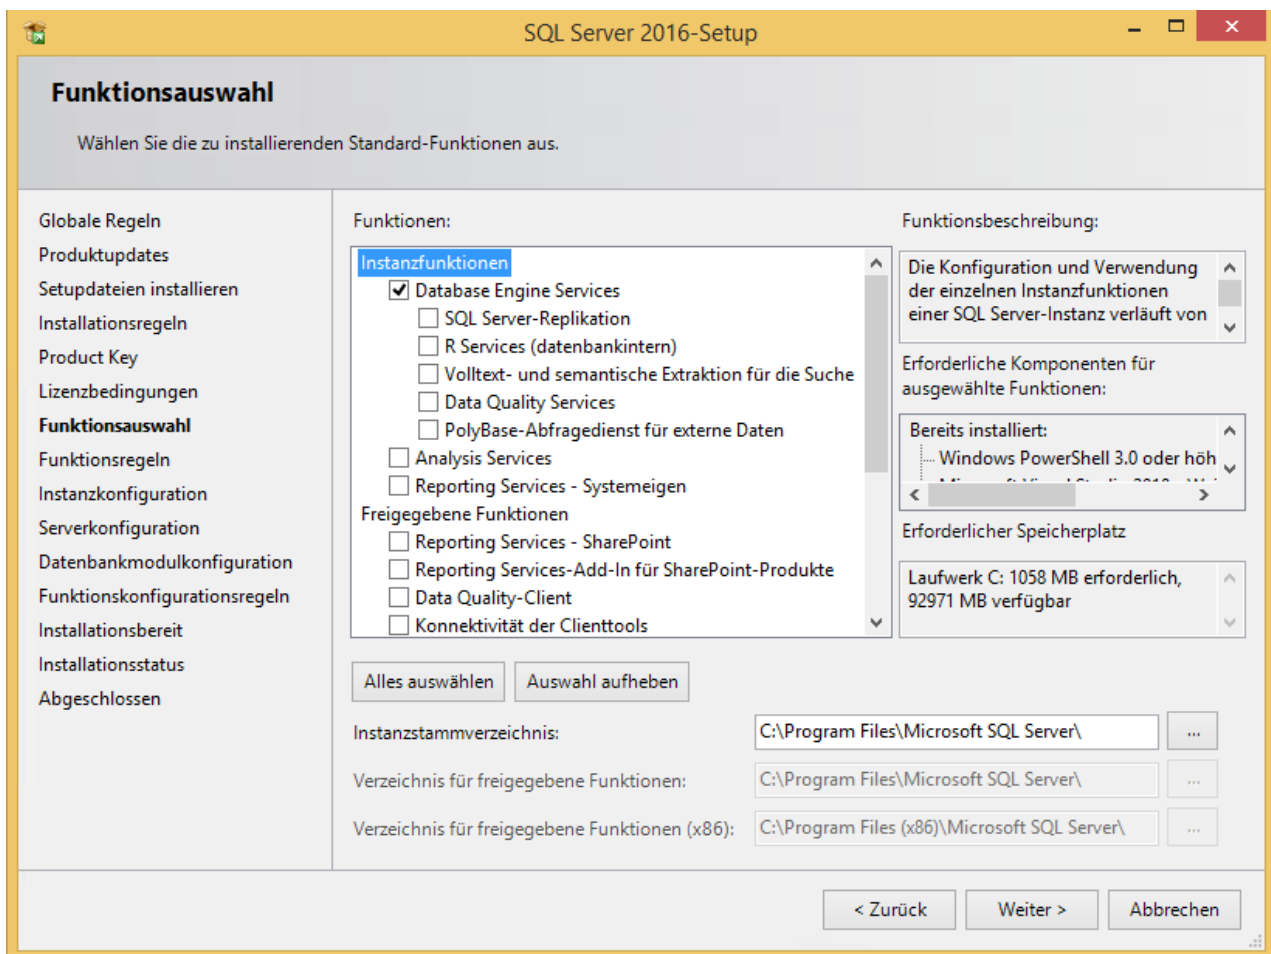 SQL Server 2016-Setup
Funktionsauswahl
Wählen Sie die zu installierenden Standard-Funktionen aus.
Globale Regeln
Produktupdates
Setupdateien installieren
Installationsregeln
Product Key
Lizenzbedingungen
Funktionsauswahl
Funktionsregeln
Instanzkonfiguration
Serverkonfiguration
Datenbankmodulkonfiguration
Funktionskonfigurationsregeln
Installationsbereit
Installationsstatus
Abgeschlossen
Funktionen:
Instanzfunktionen
Database Engine Services
SQL Server-Replikation
R Services (datenbankintern)
Volltext- und semantische Extraktion für die Suche
Data Quality Services
PolyBase-Abfragedienst für externe Daten
Analysis Services
Reporting Services - Systemeigen
Freigegebene Funktionen
Reporting Services - SharePoint
Reporting Services-Add-In für SharePoint-Produkte
Data Quality-Client
Konnektivität der Clienttools
Funktionsbeschreibung:
Die Konfiguration und Verwendung
der einzelnen Instanzfunktionen
einer SQL Server-Instanz verläuft von
Erforderliche Komponenten für
ausgewählte Funktionen:
Bereits installiert:
Windows PowerShell 3.0 oder höh
Erforderlicher Speicherplatz
Laufwerk C: 1058 MB erforderlich,
92971 MB verfügbar
Alles auswählen
Auswahl aufheben
Instanzstammverzeichnis:
C:\Program Files\Microsoft SQL Server\
...
Verzeichnis für freigegebene Funktionen:
C:\Program Files\Microsoft SQL Server\
...
Verzeichnis für freigegebene Funktionen (x86):
C:\Program Files (x86)\Microsoft SQL Server\
...
< Zurück
Weiter >
Abbrechen